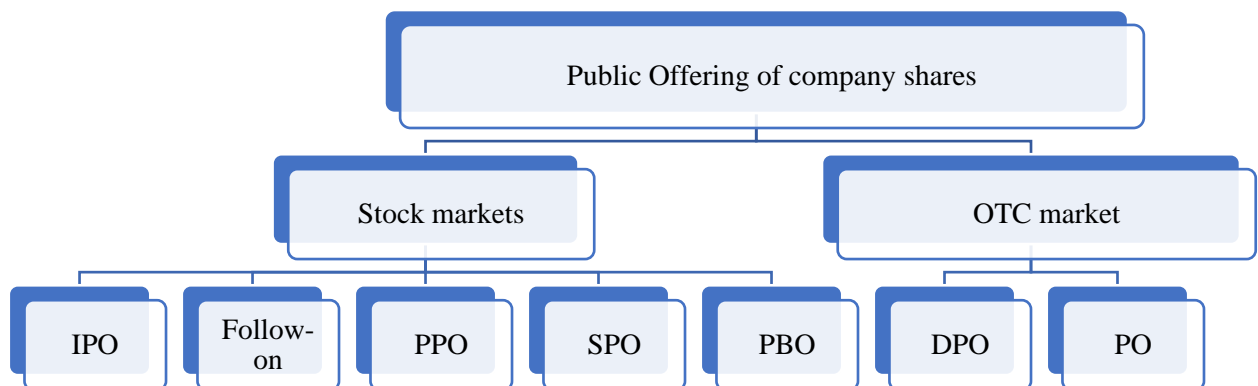 Public Offering of company shares
Stock markets
OTC market
IPO
Follow-
on
PPO
SPO
PBO
DPO
PO